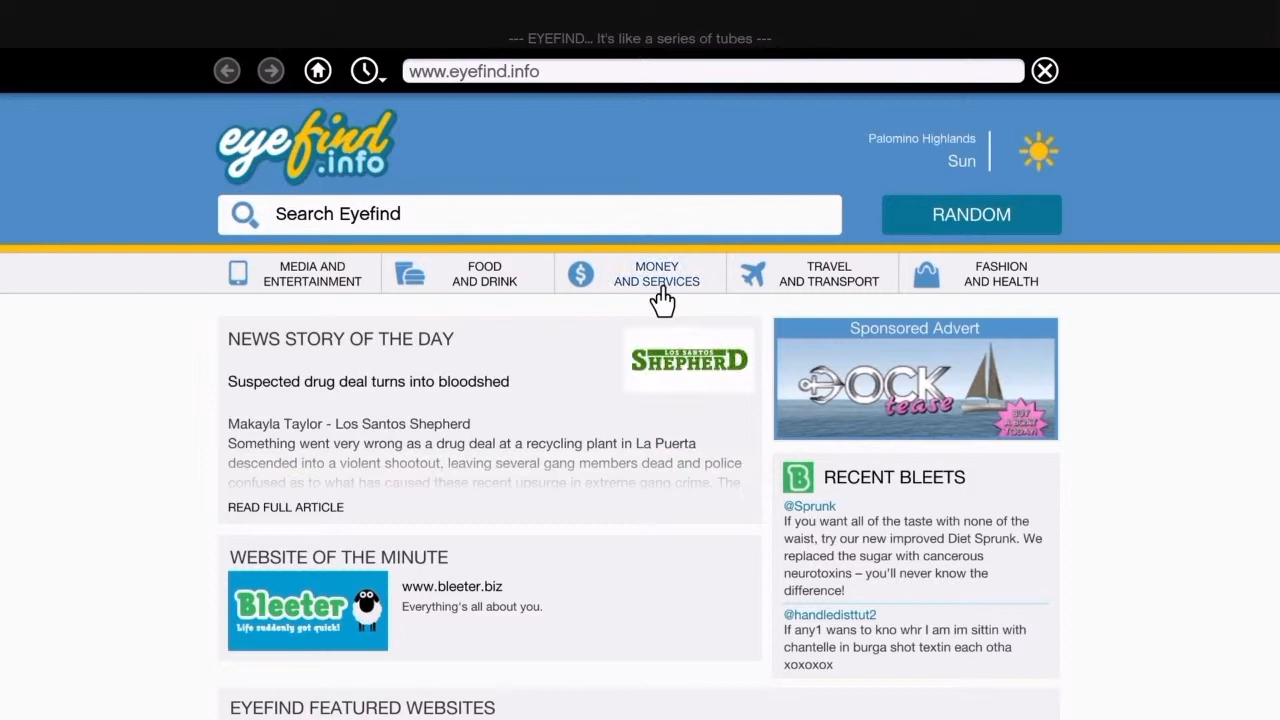 --- EYEFIND... It's like a series of tubes ---
www.eyefind.info
eyefind
.info
Palomino Highlands
Sun
Search Eyefind
RANDOM
MEDIA AND
ENTERTAINMENT
FOOD
AND DRINK
MONEY
AND SERVICES
TRAVEL
AND TRANSPORT
FASHION
AND HEALTH
NEWS STORY OF THE DAY
LOS SANTOS
SHEPHERD
Suspected drug deal turns into bloodshed
Makayla Taylor - Los Santos Shepherd
Something went very wrong as a drug deal at a recycling plant in La Puerta
descended into a violent shootout, leaving several gang members dead and police
confused as to what has caused these recent upsurge in extreme gang crime. The
READ FULL ARTICLE
WEBSITE OF THE MINUTE
Bleeter
Life suddenly got quick!
www.bleeter.biz
Everything's all about you.
EYEFIND FEATURED WEBSITES
Sponsored Advert
DOCK
tease
BUY
A BOAT
TODAY!
B
RECENT BLEETS
@Sprunk
If you want all of the taste with none of the
waist, try our new improved Diet Sprunk. We
replaced the sugar with cancerous
neurotoxins – you'll never know the
difference!
@handledisttut2
If any1 wants to kno whr I am im sittin with
chantelle in burga shot textin each otha
xoxoxox